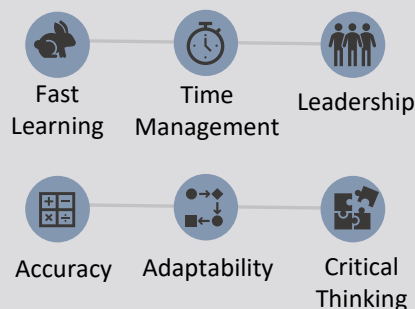 Fast
Learning
Time
Management
Leadership
Accuracy
Adaptability
Critical
Thinking